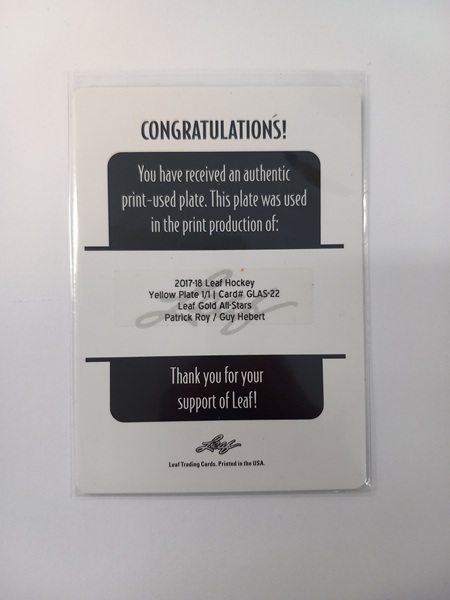 CONGRATULATIONS!
You have received an authentic
print-used plate. This plate was used
in the print production of:
2017-18 Leaf Hockey
Yellow Plate 1/1 | Card# GLAS-22
Leaf Gold All-Stars
Patrick Roy / Guy Hebert
Thank you for your
support of Leaf!
Leaf
Leaf Trading Cards. Printed in the USA.